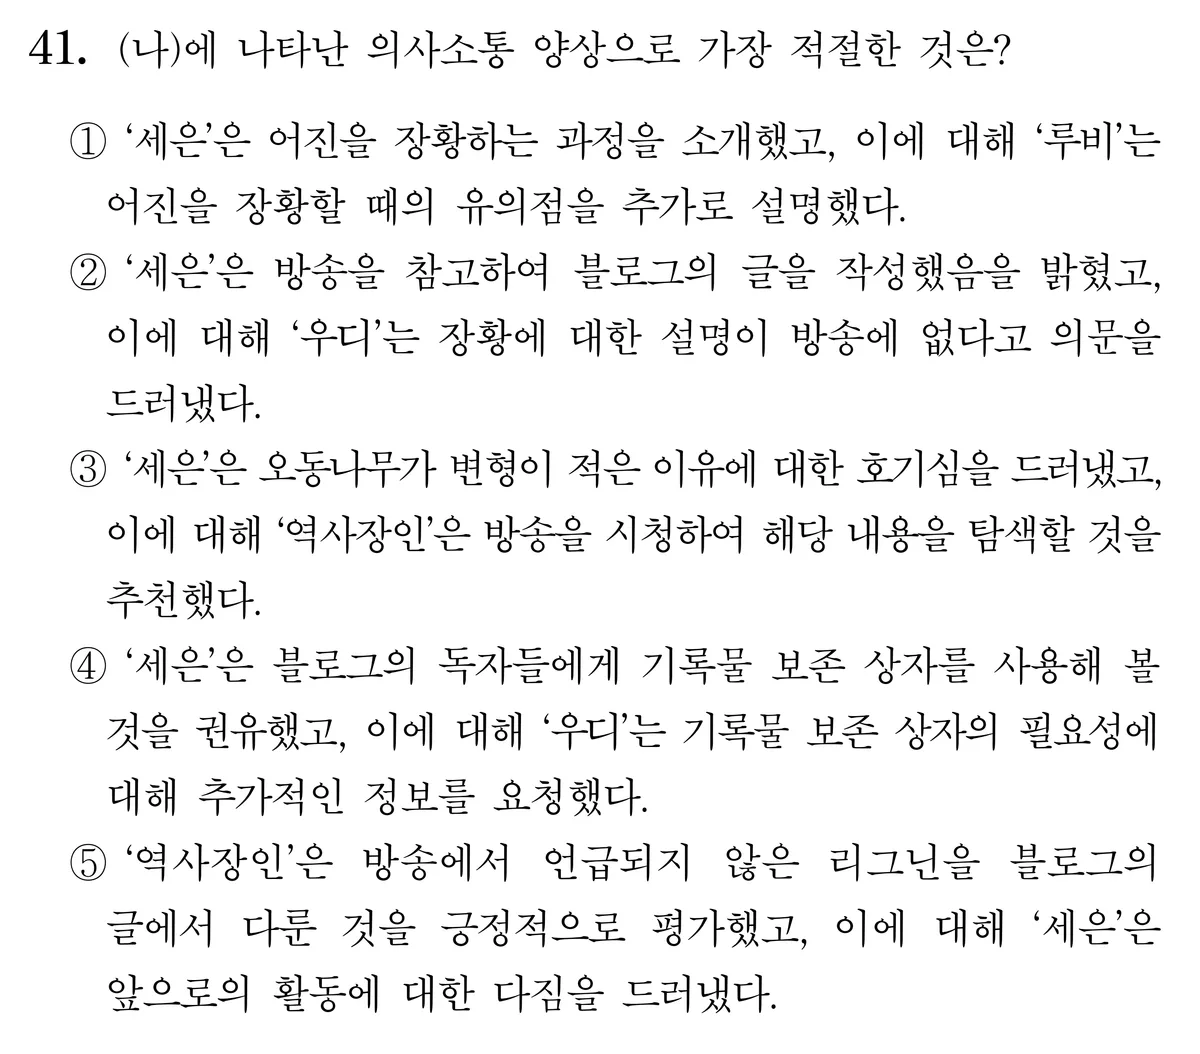 41. (나)에 나타난 의사소통 양상으로 가장 적절한 것은?
① ‘세은’은 어진을 장황하는 과정을 소개했고, 이에 대해 ‘루비’는
어진을 장황할 때의 유의점을 추가로 설명했다.
② ‘세은’은 방송을 참고하여 블로그의 글을 작성했음을 밝혔고,
이에 대해 ‘우디’는 장황에 대한 설명이 방송에 없다고 의문을
드러냈다.
③ ‘세은’은 오동나무가 변형이 적은 이유에 대한 호기심을 드러냈고,
이에 대해 ‘역사장인’은 방송을 시청하여 해당 내용을 탐색할 것을
추천했다.
④ ‘세은’은 블로그의 독자들에게 기록물 보존 상자를 사용해 볼
것을 권유했고, 이에 대해 ‘우디’는 기록물 보존 상자의 필요성에
대해 추가적인 정보를 요청했다.
⑤ ‘역사장인’은 방송에서 언급되지 않은 리그닌을 블로그의
글에서 다룬 것을 긍정적으로 평가했고, 이에 대해 ‘세은’은
앞으로의 활동에 대한 다짐을 드러냈다.